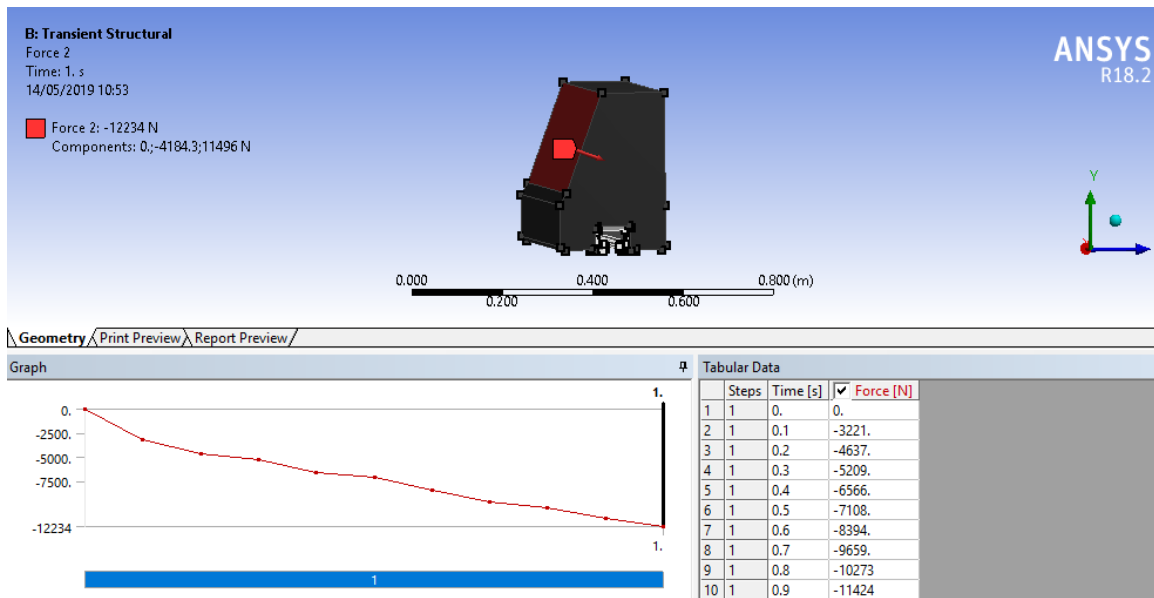 B: Transient Structural
Force 2
Time: 1. s
14/05/2019 10:53
Force 2: -12234 N
Components: 0.;-4184.3;11496 N
ANSYS
R18.2
Y
0.000 0.400 0.800 (m)
0.200 0.600
Geometry Print Preview Report Preview
Graph
1.
0.
-2500.
-5000.
-7500.
-12234
1.
1
Tabular Data
Steps Time [s] Force [N]
1 1 0. 0.
2 1 0.1 -3221.
3 1 0.2 -4637.
4 1 0.3 -5209.
5 1 0.4 -6566.
6 1 0.5 -7108.
7 1 0.6 -8394.
8 1 0.7 -9659.
9 1 0.8 -10273
10 1 0.9 -11424